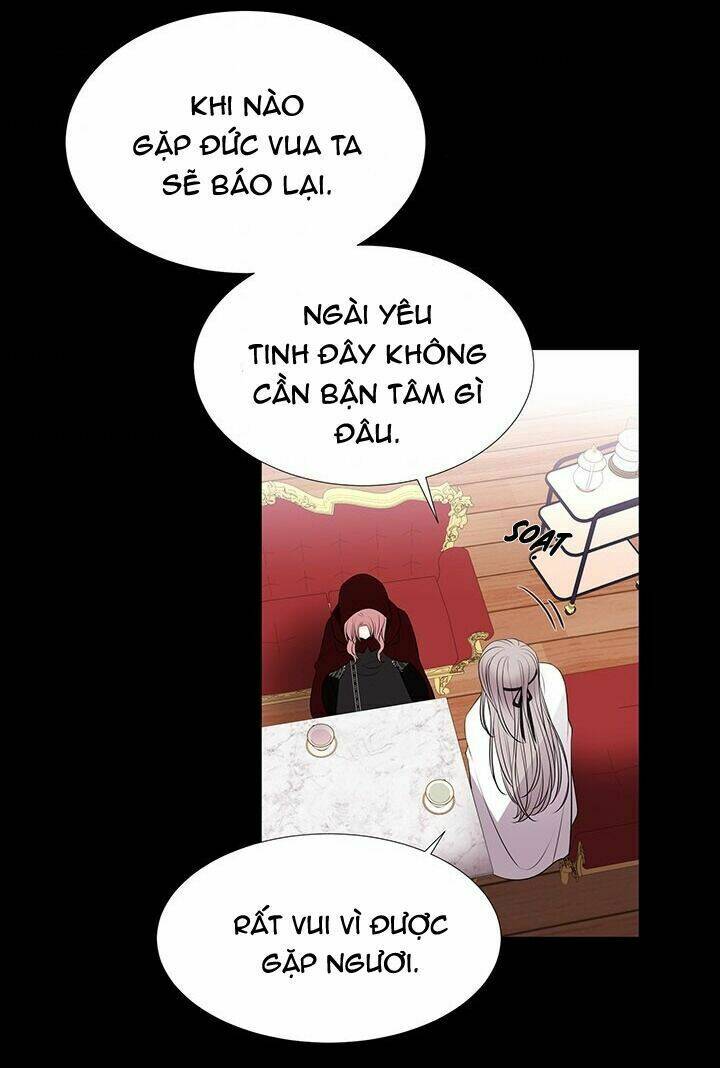 KHI NÀO
GẶP ĐỨC VUA TA
SẼ BÁO LẠI.
NGÀI YÊU
TINH ĐÂY KHÔNG
CẦN BẬN TÂM GÌ
ĐÂU.
SOẠT
RẤT VUI VÌ ĐƯỢC
GẶP NGƯƠI.